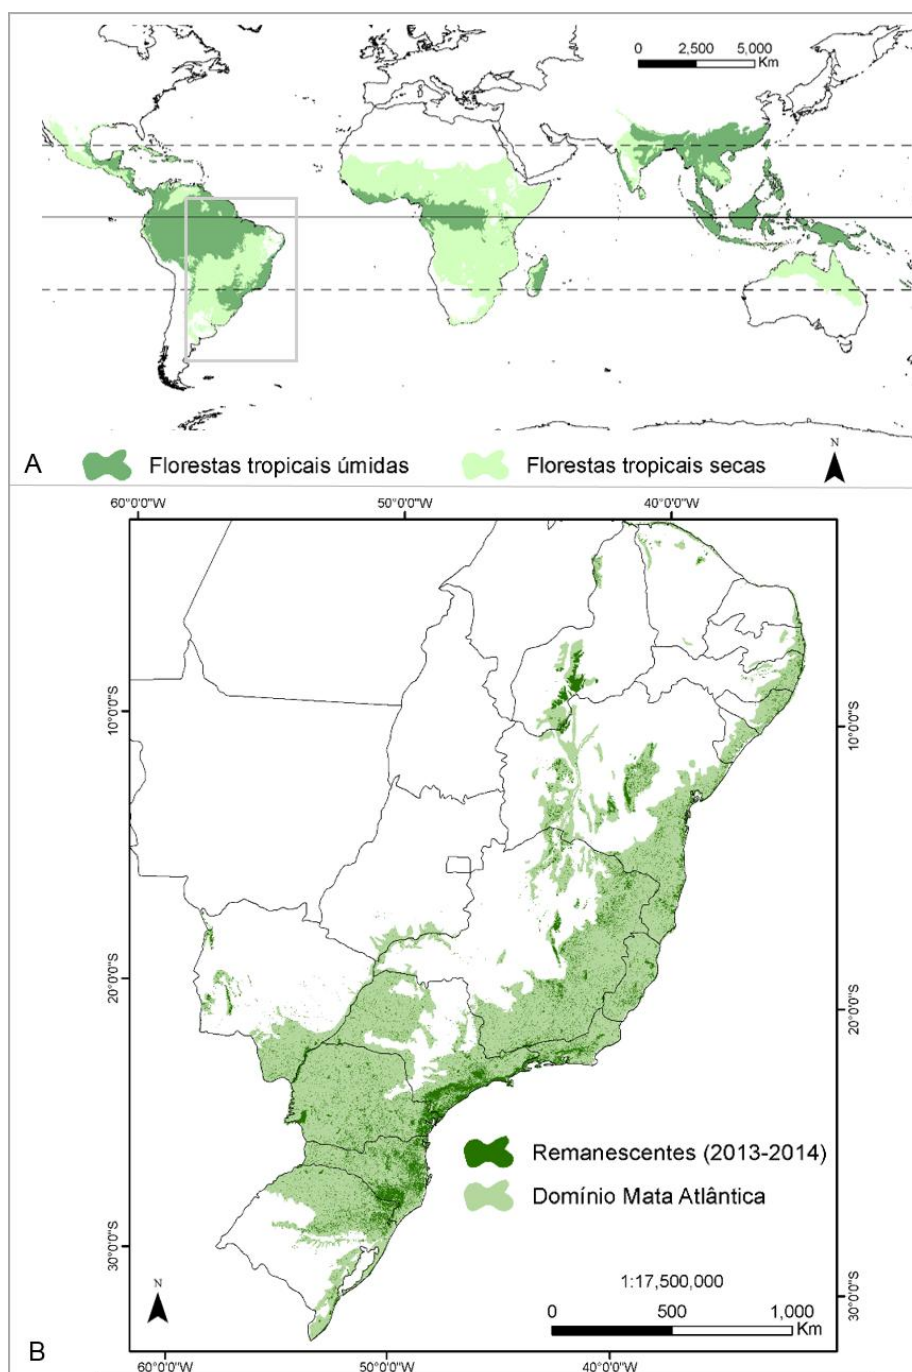 0 2,500 5,000
Km
N
A Florestas tropicais úmidas Florestas tropicais secas
60°0'0"W 50°0'0"W 40°0'0"W
10°0'0"S 10°0'0"S
20°0'0"S 20°0'0"S
Remanescentes (2013-2014)
Domínio Mata Atlântica
30°0'0"S 30°0'0"S
N 1:17,500,000
0 500 1,000
Km
B
60°0'0"W 50°0'0"W 40°0'0"W